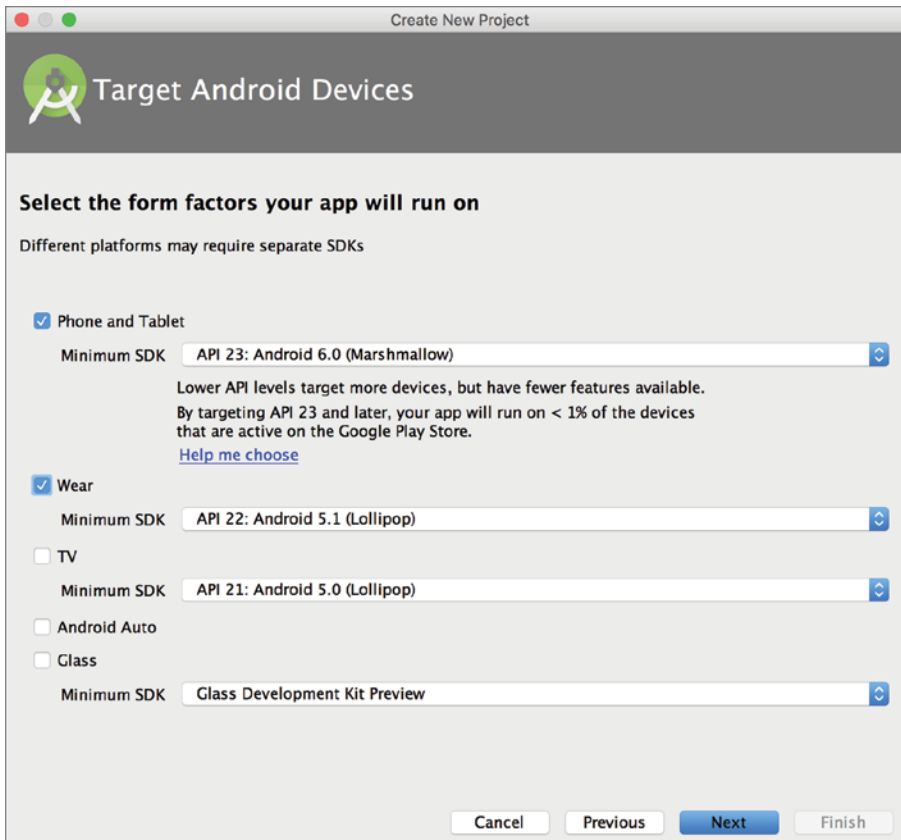 Create New Project
Target Android Devices
Select the form factors your app will run on
Different platforms may require separate SDKs
Phone and Tablet
Minimum SDK API 23: Android 6.0 (Marshmallow)
Lower API levels target more devices, but have fewer features available.
By targeting API 23 and later, your app will run on < 1% of the devices
that are active on the Google Play Store.
Help me choose
Wear
Minimum SDK API 22: Android 5.1 (Lollipop)
TV
Minimum SDK API 21: Android 5.0 (Lollipop)
Android Auto
Glass
Minimum SDK Glass Development Kit Preview
Cancel Previous Next Finish